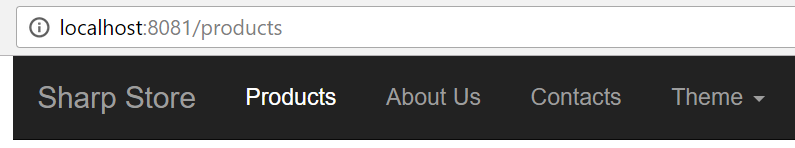 localhost:8081/products
Sharp Store Products About Us Contacts Theme